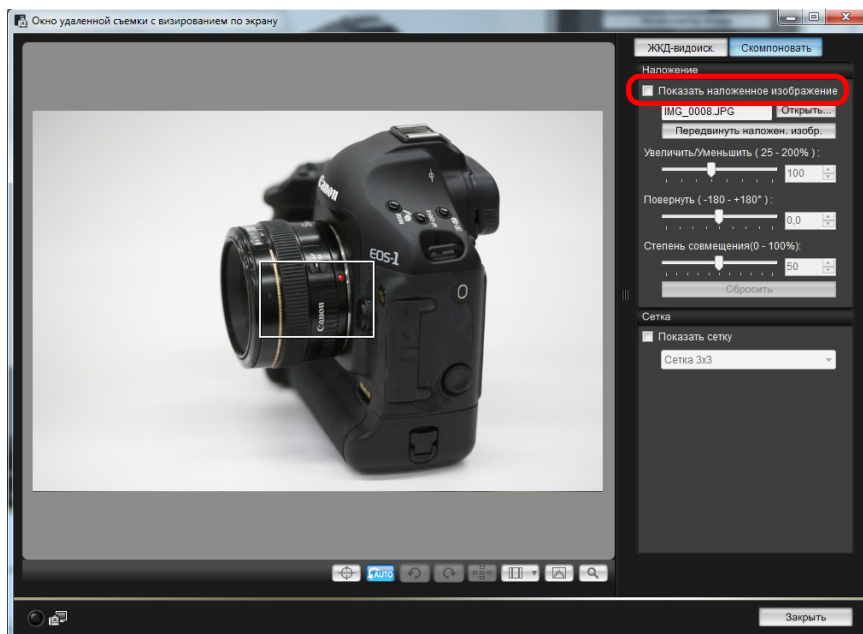 Окно удаленной съемки с визированием по экрану
ЖКД-видоиск. Скомпоновать
Наложение
Показать наложенное изображение
IMG_0008.JPG Открыть...
Передвинуть наложен. изобр.
Увеличить/Уменьшить ( 25 - 200% ) :
100
Повернуть ( -180 - +180° ) :
0,0
Степень совмещения(0 - 100%):
50
Сбросить
Сетка
Показать сетку
Сетка 3x3
Canon
EOS-1
Canon
AUTO
Закрыть